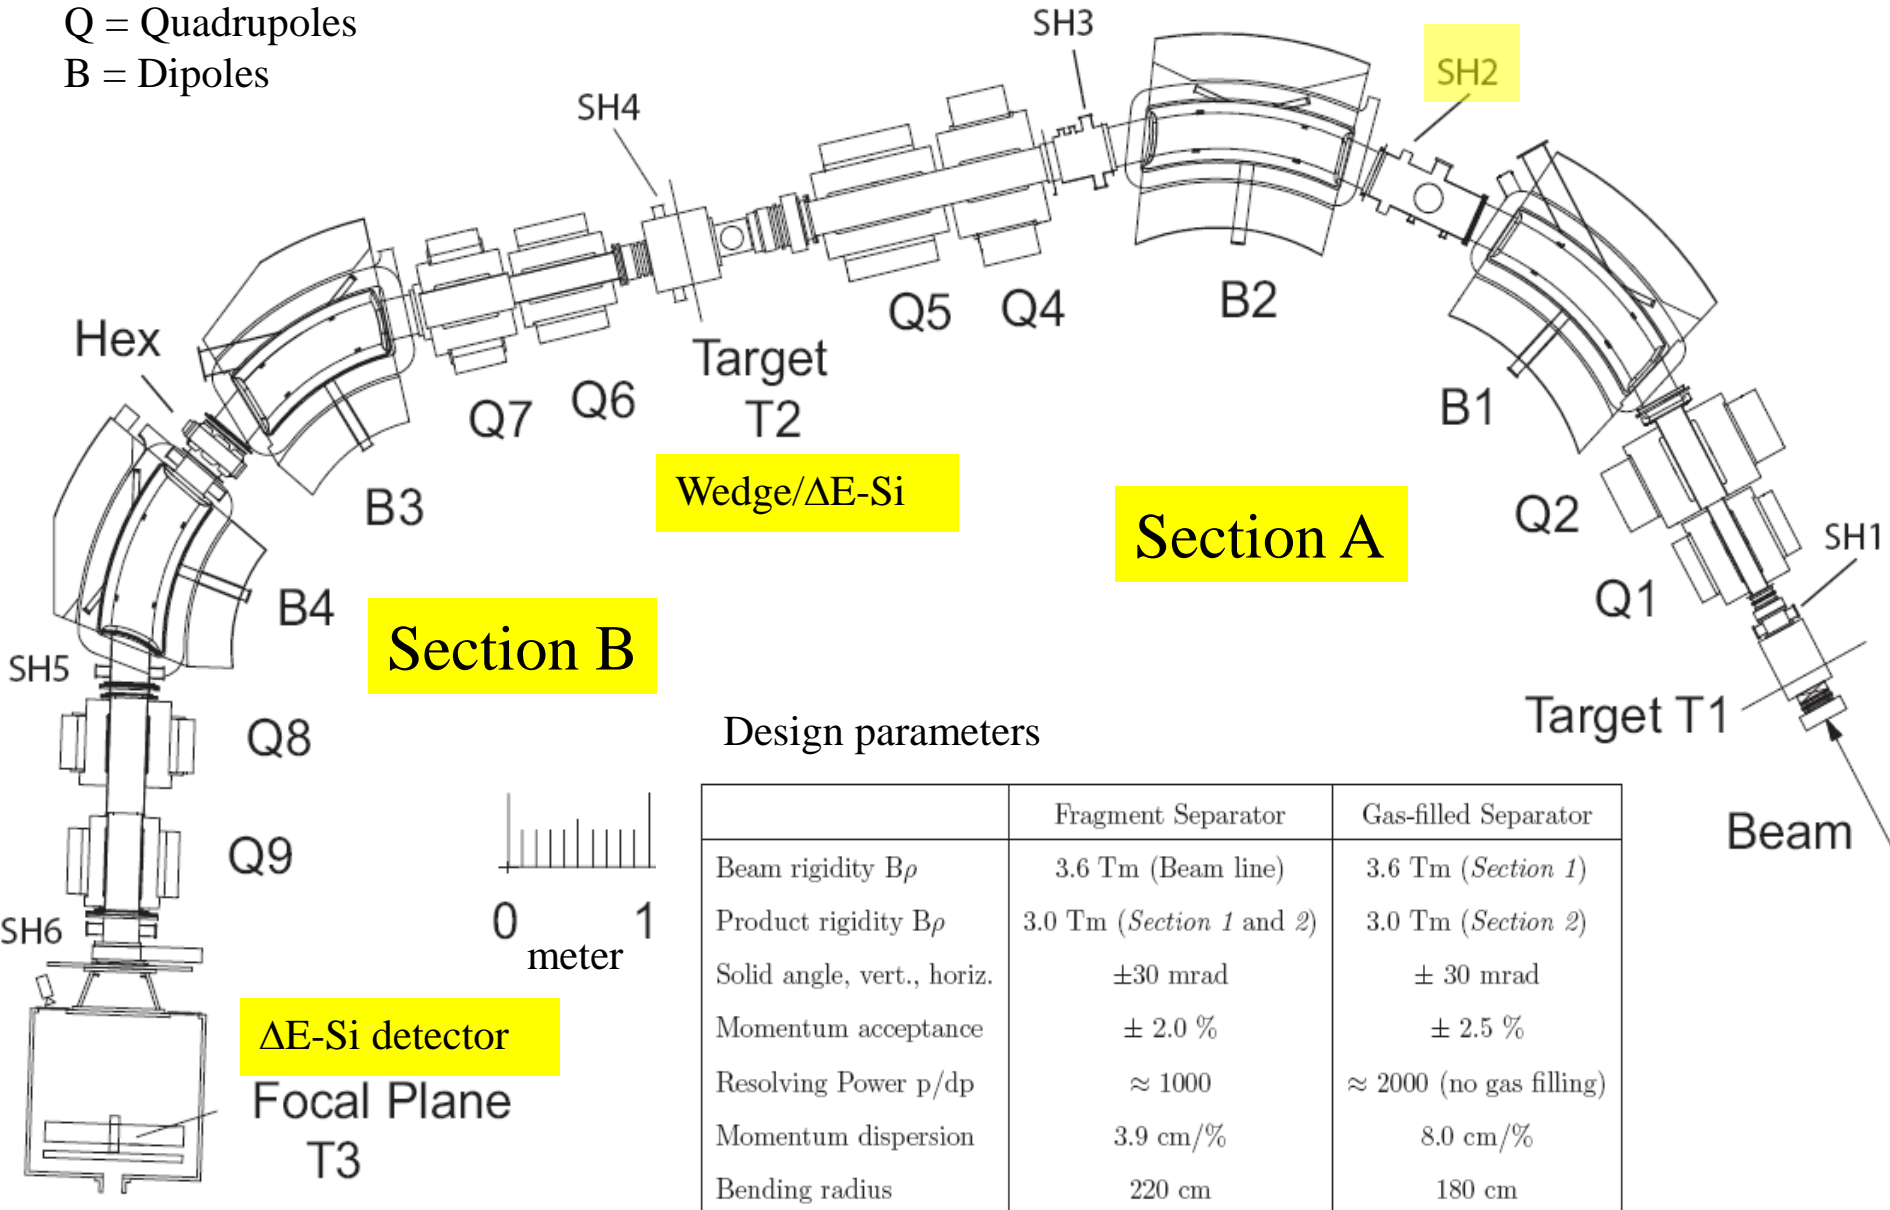 Q = Quadrupoles
B = Dipoles
SH3
SH2
SH4
Q5
Q4
B2
Hex
Target
T2
Q7
Q6
B1
Wedge/ΔE-Si
B3
Section A
Q2
SH1
Q1
B4
Section B
SH5
Target T1
Q8
Design parameters
Beam
Q9
0 1
meter
SH6
ΔE-Si detector
Focal Plane
T3
Fragment Separator Gas-filled Separator
Beam rigidity Bρ 3.6 Tm (Beam line) 3.6 Tm (Section 1)
Product rigidity Bρ 3.0 Tm (Section 1 and 2) 3.0 Tm (Section 2)
Solid angle, vert., horiz. ±30 mrad ± 30 mrad
Momentum acceptance ± 2.0 % ± 2.5 %
Resolving Power p/dp ≈ 1000 ≈ 2000 (no gas filling)
Momentum dispersion 3.9 cm/% 8.0 cm/%
Bending radius 220 cm 180 cm